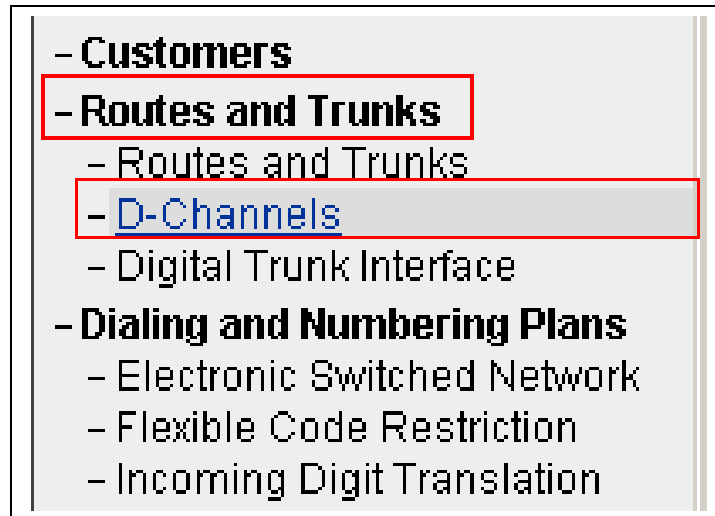 – Customers
– Routes and Trunks
– Routes and Trunks
– D-Channels
– Digital Trunk Interface
– Dialing and Numbering Plans
– Electronic Switched Network
– Flexible Code Restriction
– Incoming Digit Translation